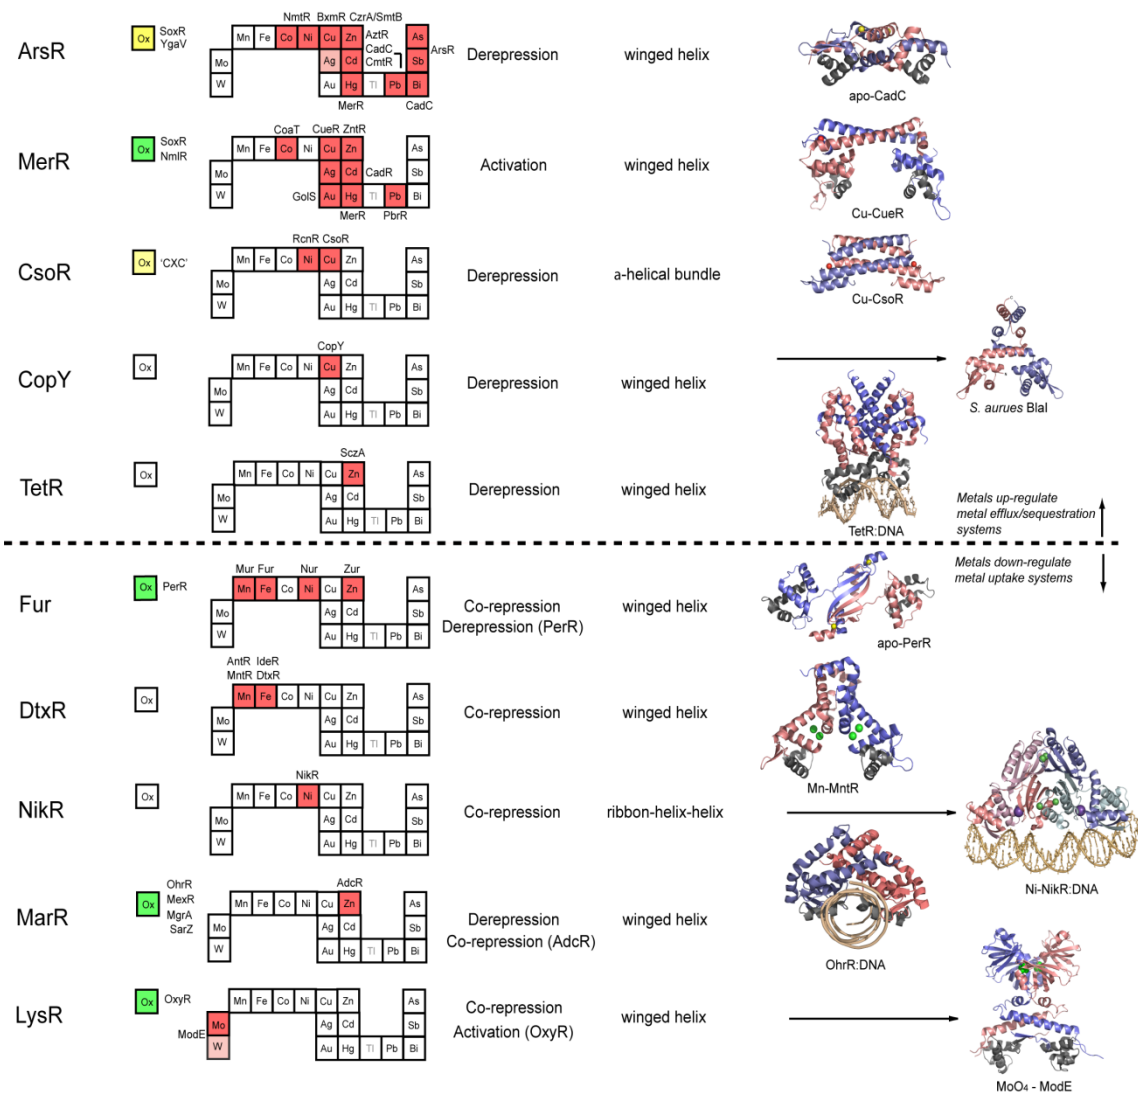 NmtR BxmR CzrA/SmtB
ArsR
Ox
SoxR
YgaV
Mn Fe Co Ni Cu Zn
AztR
CadC
CmtR
As
ArsR
Mo
Ag Cd
Sb
W
Au Hg Tl Pb Bi
MerR
CadC
Derepression
winged helix
apo-CadC
CoaT CueR ZntR
MerR
Ox
SoxR
NmlR
Mn Fe Co Ni Cu Zn
As
Mo
Ag Cd
CadR
Sb
W
GolS
Au Hg Tl Pb Bi
MerR PbrR
Activation
winged helix
Cu-CueR
RcnR CsoR
CsoR
Ox
'CXC'
Mn Fe Co Ni Cu Zn
As
Mo
Ag Cd
Sb
W
Au Hg Tl Pb Bi
Derepression
a-helical bundle
Cu-CsoR
CopY
CopY
Ox
Mn Fe Co Ni Cu Zn
As
Mo
Ag Cd
Sb
W
Au Hg Tl Pb Bi
Derepression
winged helix
S. aurues BlaI
SczA
TetR
Ox
Mn Fe Co Ni Cu Zn
As
Mo
Ag Cd
Sb
W
Au Hg Tl Pb Bi
Derepression
winged helix
TetR:DNA
Metals up-regulate
metal efflux/sequestration
systems
Metals down-regulate
metal uptake systems
Mur Fur Nur Zur
Fur
Ox
PerR
Mn Fe Co Ni Cu Zn
As
Mo
Ag Cd
Sb
W
Au Hg Tl Pb Bi
Co-repression
Derepression (PerR)
winged helix
apo-PerR
AntR IdeR
MntR DtxR
DtxR
Ox
Mn Fe Co Ni Cu Zn
As
Mo
Ag Cd
Sb
W
Au Hg Tl Pb Bi
Co-repression
winged helix
Mn-MntR
NikR
NikR
Ox
Mn Fe Co Ni Cu Zn
As
Mo
Ag Cd
Sb
W
Au Hg Tl Pb Bi
Co-repression
ribbon-helix-helix
Ni-NikR:DNA
AdcR
MarR
Ox
OhrR
MexR
MgrA
SarZ
Mn Fe Co Ni Cu Zn
As
Mo
Ag Cd
Sb
W
Au Hg Tl Pb Bi
Derepression
Co-repression (AdcR)
winged helix
OhrR:DNA
LysR
Ox
OxyR
Mn Fe Co Ni Cu Zn
As
ModE
Mo
Ag Cd
Sb
W
Au Hg Tl Pb Bi
Co-repression
Activation (OxyR)
winged helix
MoO4 - ModE